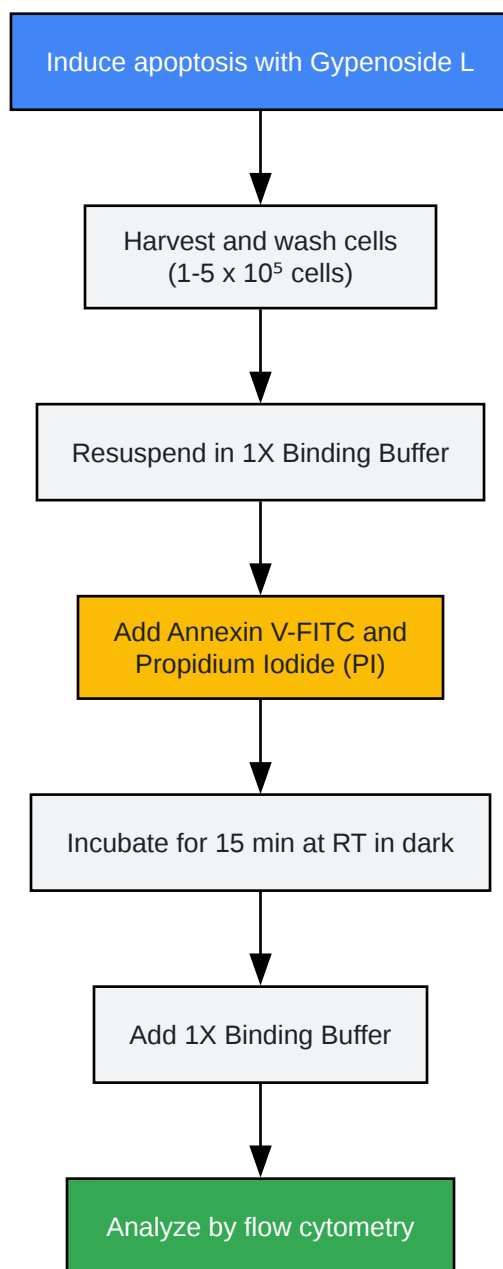 Induce apoptosis with Gypenoside L
Harvest and wash cells
(1-5 x 10⁵ cells)
Resuspend in 1X Binding Buffer
Add Annexin V-FITC and
Propidium Iodide (PI)
Incubate for 15 min at RT in dark
Add 1X Binding Buffer
Analyze by flow cytometry